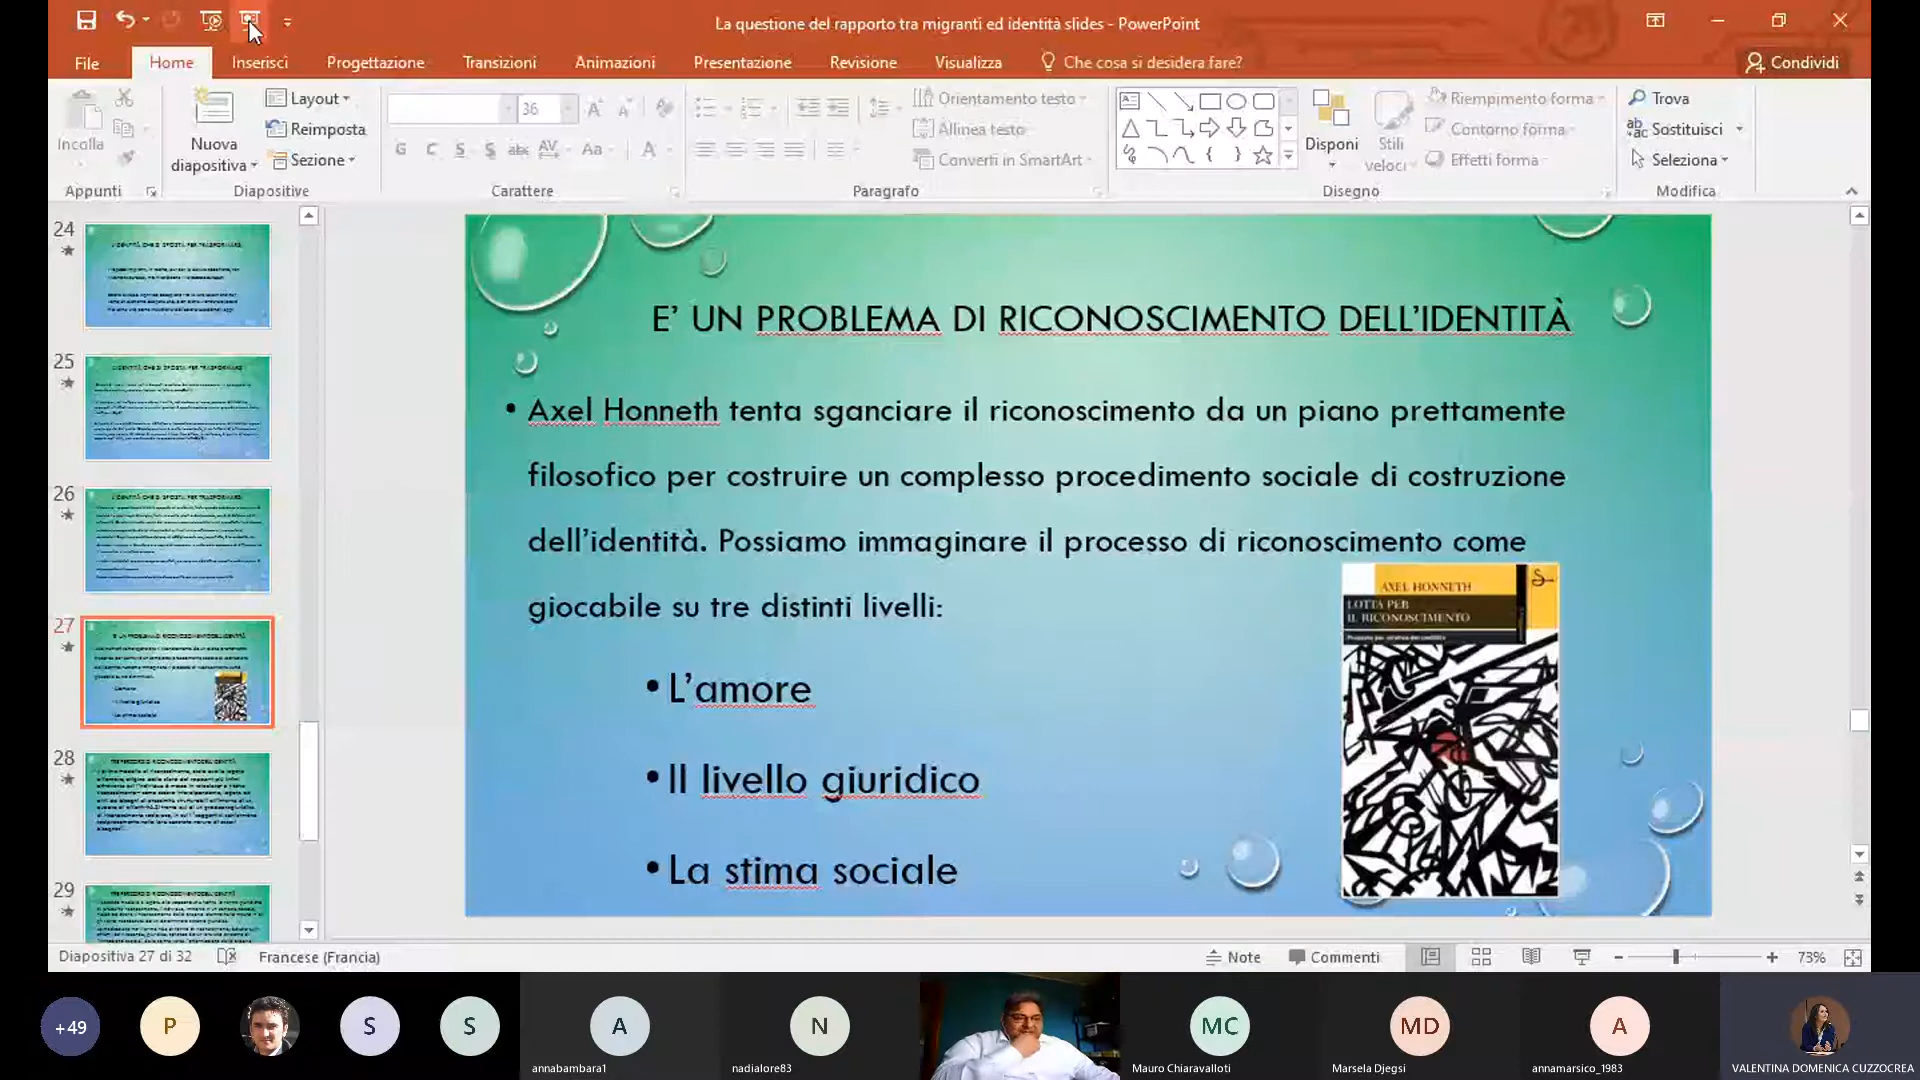 La questione del rapporto tra migranti ed identità slides - PowerPoint
File Home Inserisci Progettazione Transizioni Animazioni Presentazione Revisione Visualizza Che cosa si desidera fare? Condividi
Incolla
Appunti
Nuova diapositiva
Layout
Reimposta
Sezione
Diapositive
36
G C S S abc AV Aa A
Carattere
Orientamento testo
Allinea testo
Converti in SmartArt
Paragrafo
Disponi
Stili veloci
Riempimento forma
Contorno forma
Effetti forma
Disegno
Trova
Sostituisci
Seleziona
Modifica
24
25
26
27
28
29
E' UN PROBLEMA DI RICONOSCIMENTO DELL'IDENTITÀ
• Axel Honneth tenta sganciare il riconoscimento da un piano prettamente
filosofico per costruire un complesso procedimento sociale di costruzione
dell'identità. Possiamo immaginare il processo di riconoscimento come
giocabile su tre distinti livelli:
• L'amore
• Il livello giuridico
• La stima sociale
AXEL HONNETH
LOTTA PER
IL RICONOSCIMENTO
Diapositiva 27 di 32 Francese (Francia) Note Commenti 73%
+49 P S S A N MC MD A
annabambara1 nadialore83 Mauro Chiaravalloti Marsela Djegsi annamarsico_1983 VALENTINA DOMENICA CUZZOCREA